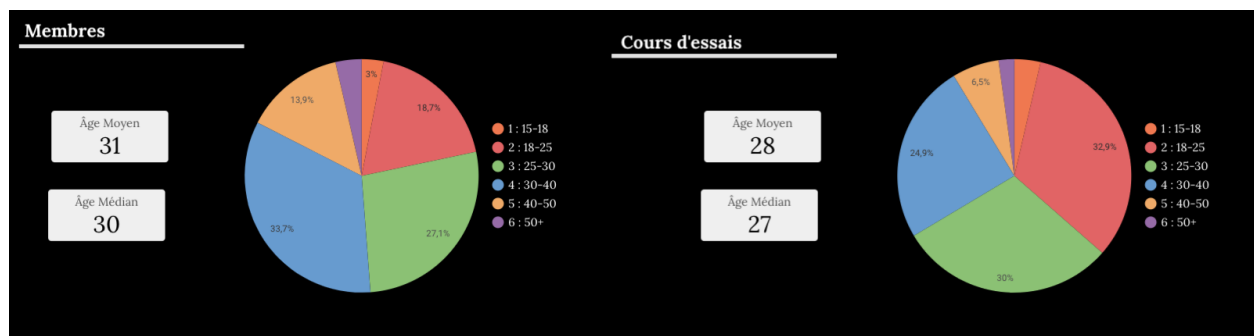 Membres
Âge Moyen
31
Âge Médian
30
3%
18,7%
27,1%
33,7%
13,9%
1 : 15-18
2 : 18-25
3 : 25-30
4 : 30-40
5 : 40-50
6 : 50+
Cours d'essais
Âge Moyen
28
Âge Médian
27
32,9%
30%
24,9%
6,5%
1 : 15-18
2 : 18-25
3 : 25-30
4 : 30-40
5 : 40-50
6 : 50+